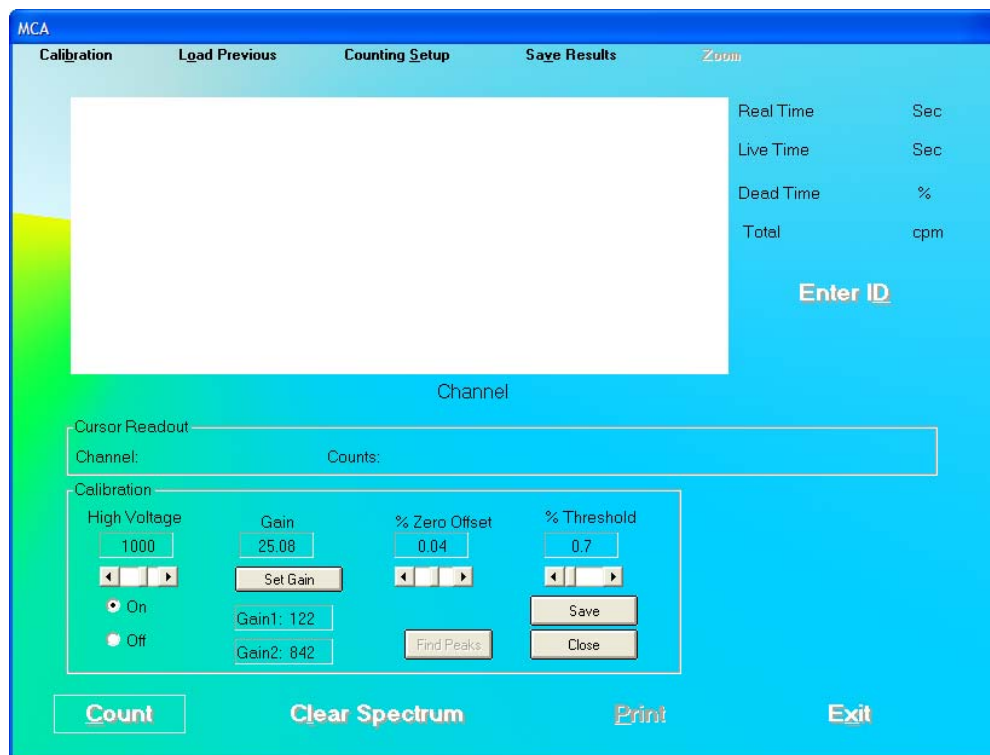 MCA
Calibration Load Previous Counting Setup Save Results Zoom
Real Time Sec
Live Time Sec
Dead Time %
Total cpm
Enter ID
Channel
Cursor Readout
Channel: Counts:
Calibration
High Voltage Gain % Zero Offset % Threshold
1000 25.08 0.04 0.7
Set Gain
On
Off
Gain1: 122
Gain2: 842
Find Peaks
Save
Close
Count Clear Spectrum Print Exit